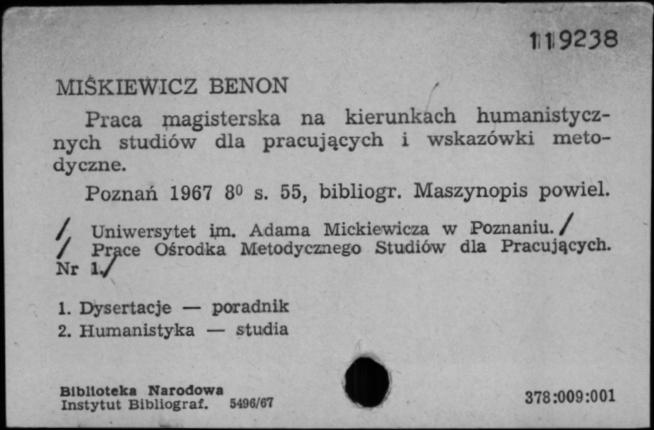 119238
MIŚKIEWICZ BENON
Praca magisterska na kierunkach humanistycz-
nych studiów dla pracujących i wskazówki meto-
dyczne.
Poznań 1967 8⁰ s. 55, bibliogr. Maszynopis powiel.
/ Uniwersytet im. Adama Mickiewicza w Poznaniu. /
/ Prace Ośrodka Metodycznego Studiów dla Pracujących.
Nr 1./
1. Dysertacje — poradnik
2. Humanistyka — studia
Biblioteka Narodowa
Instytut Bibliograf. 5496/67
378:009:001